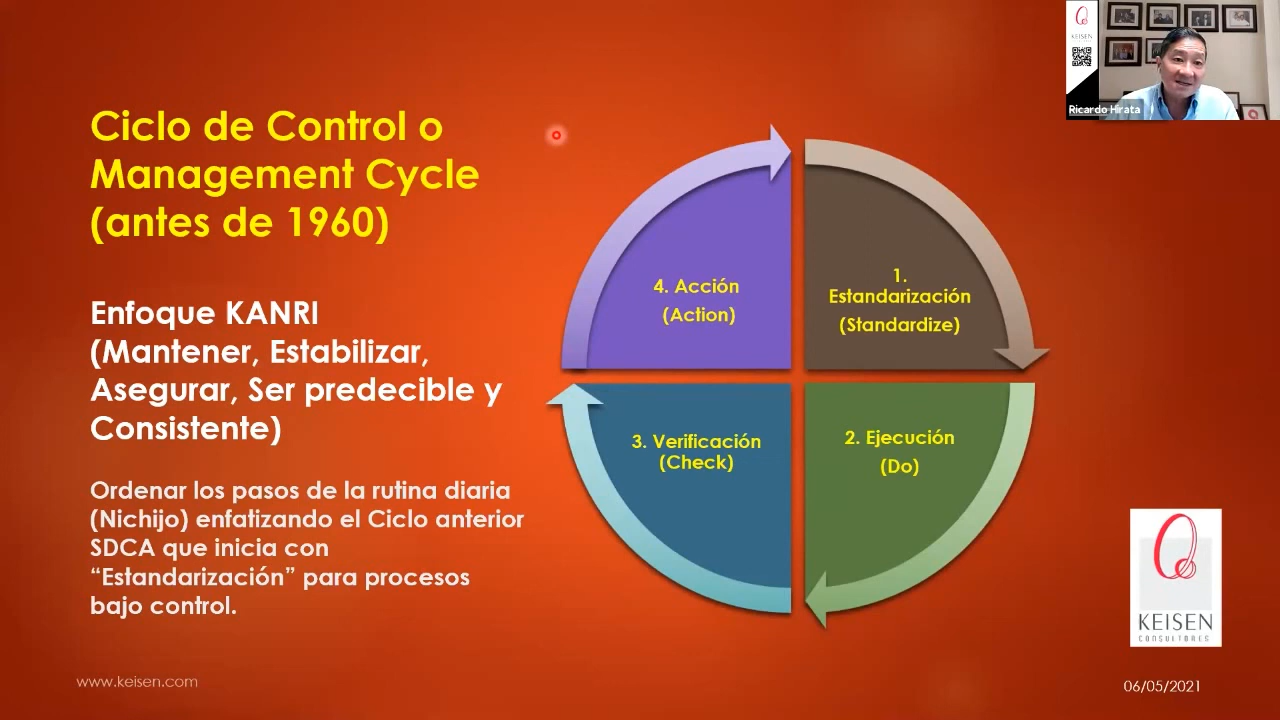 Ciclo de Control o
Management Cycle
(antes de 1960)
Enfoque KANRI
(Mantener, Estabilizar,
Asegurar, Ser predecible y
Consistente)
Ordenar los pasos de la rutina diaria
(Nichijo) enfatizando el Ciclo anterior
SDCA que inicia con
“Estandarización” para procesos
bajo control.
4. Acción
(Action)
1.
Estandarización
(Standardize)
3. Verificación
(Check)
2. Ejecución
(Do)
KEISEN
Ricardo Hirata
KEISEN
CONSULTORES
www.keisen.com
06/05/2021